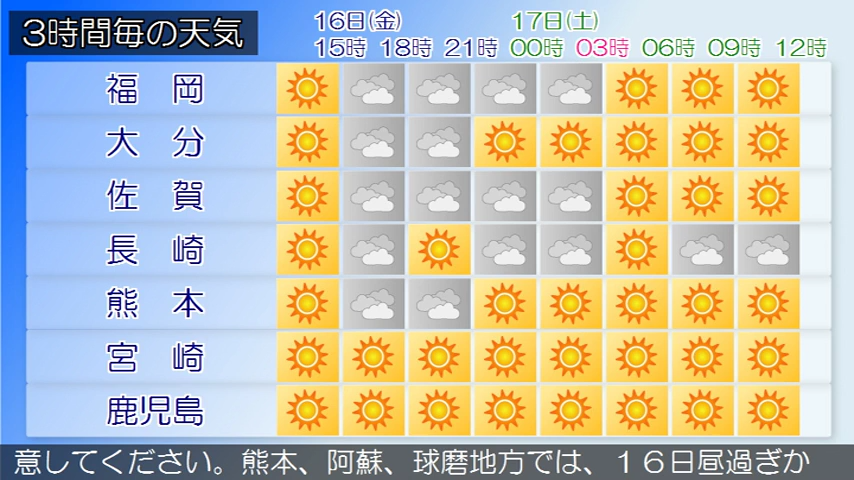 3時間毎の天気
16日(金) 17日(土)
15時 18時 21時 00時 03時 06時 09時 12時
福岡
大分
佐賀
長崎
熊本
宮崎
鹿児島
意してください。熊本、阿蘇、球磨地方では、１６日昼過ぎか